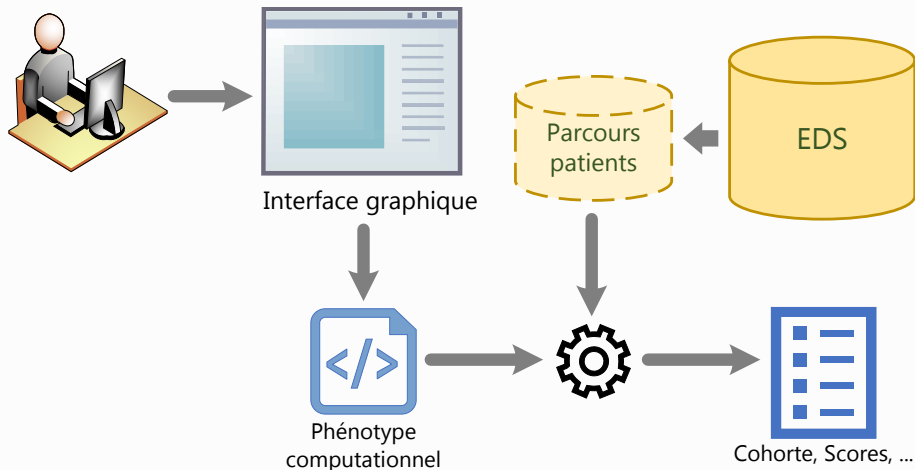 Parcours
patients
EDS
Interface graphique
</>
Phénotype
computationnel
Cohorte, Scores, ...